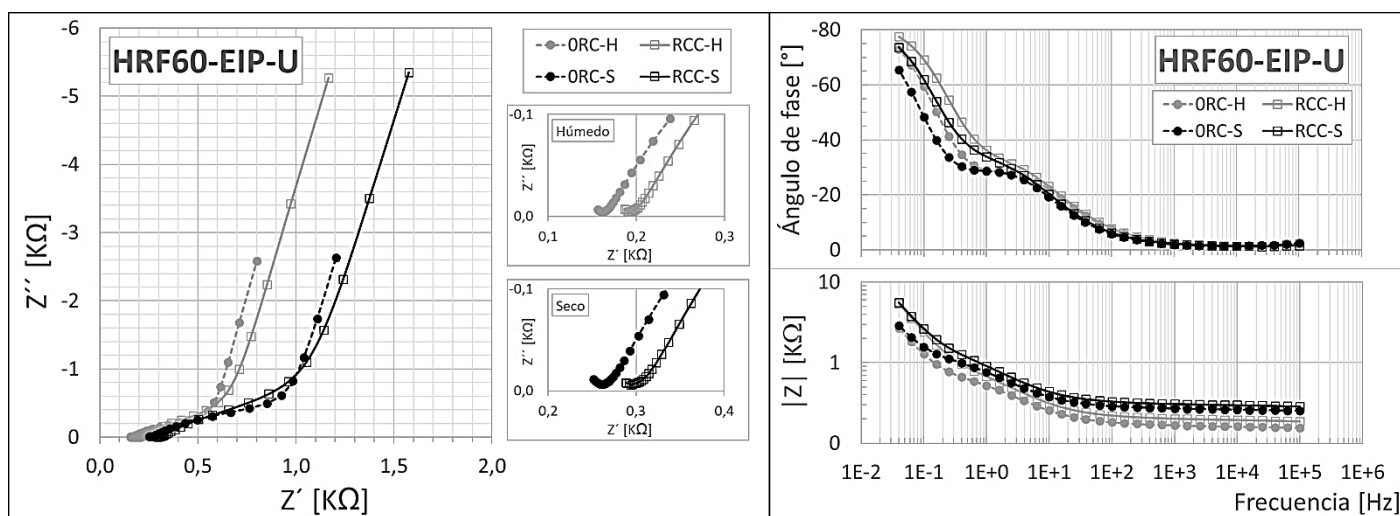 HRF60-EIP-U
-6
-5
-4
-3
-2
-1
0
Z´´ [KΩ]
0,0
0,5
1,0
1,5
2,0
Z´ [KΩ]
0RC-H
RCC-H
0RC-S
RCC-S
-0,1
Húmedo
Z´´ [KΩ]
0,0
0,1
0,2
0,3
Z´ [KΩ]
-0,1
Seco
Z´´ [KΩ]
0,0
0,2
0,3
0,4
Z´ [KΩ]
HRF60-EIP-U
0RC-H
RCC-H
0RC-S
RCC-S
-80
-60
-40
-20
0
Ángulo de fase [°]
10
1
0
|Z| [KΩ]
1E-2
1E-1
1E+0
1E+1
1E+2
1E+3
1E+4
1E+5
1E+6
Frecuencia [Hz]